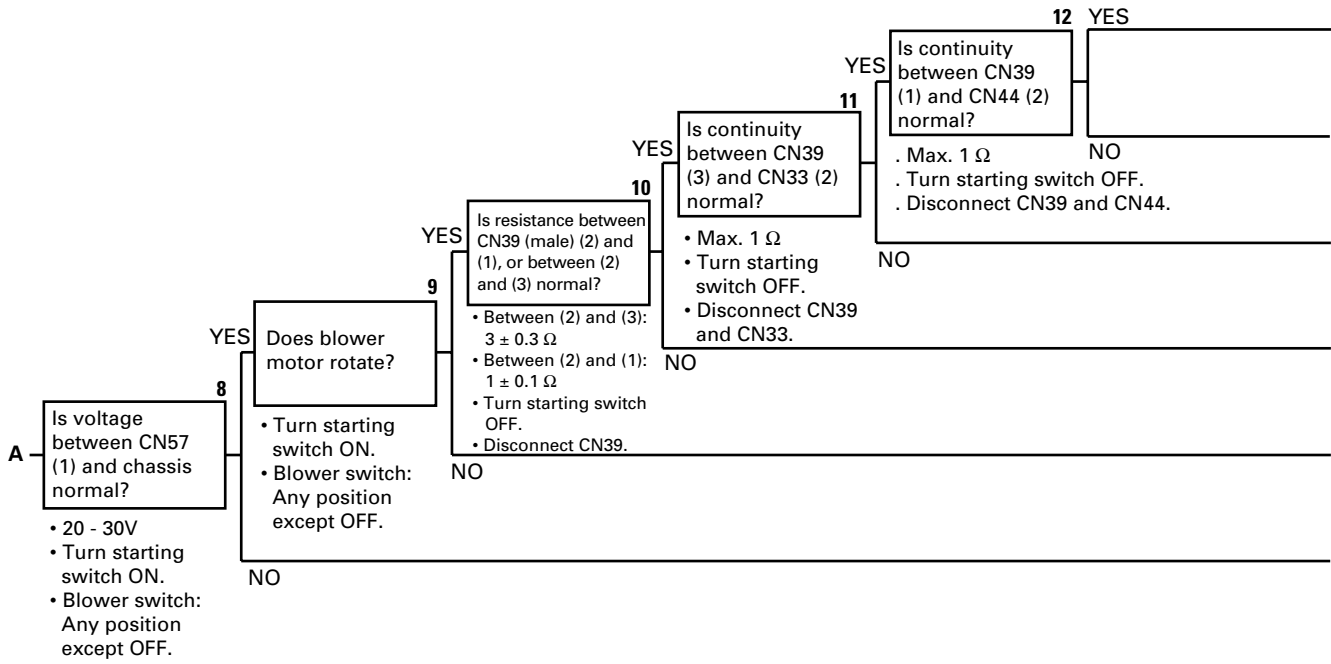 A
8
Is voltage
between CN57
(1) and chassis
normal?
• 20 - 30V
• Turn starting
switch ON.
• Blower switch:
Any position
except OFF.
YES
NO
9
Does blower
motor rotate?
• Turn starting
switch ON.
• Blower switch:
Any position
except OFF.
YES
NO
10
Is resistance between
CN39 (male) (2) and
(1), or between (2)
and (3) normal?
• Between (2) and (3):
3 ± 0.3 Ω
• Between (2) and (1):
1 ± 0.1 Ω
• Turn starting switch
OFF.
• Disconnect CN39.
YES
NO
11
Is continuity
between CN39
(3) and CN33 (2)
normal?
• Max. 1 Ω
• Turn starting
switch OFF.
• Disconnect CN39
and CN33.
YES
NO
12
Is continuity
between CN39
(1) and CN44 (2)
normal?
. Max. 1 Ω
. Turn starting switch OFF.
. Disconnect CN39 and CN44.
YES
NO